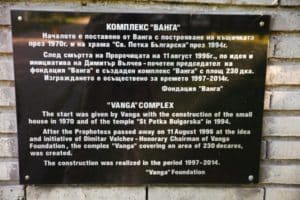 КОМПЛЕКС "ВАНГА"
Началото е поставено от Ванга с построяване на къщичката
през 1970г. и на храма "Св. Петка Българска" през 1994г.
След смъртта на Пророчицата на 11 август 1996г., по идея и
инициатива на Димитър Вълчев – почетен председател на
фондация "Ванга" е създаден комплекс "Ванга" с площ 230 дка.
Изграждането е осъществено за времето 1997-2014г.
Фондация "Ванга"
"VANGA" COMPLEX
The start was given by Vanga with the construction of the small
house in 1970 and of the temple "St Petka Bulgarska" in 1994.
After the Prophetess passed away on 11 August 1996 at the idea
and initiative of Dimitar Valchev - Honorary Chairman of Vanga
Foundation, the complex "Vanga" covering an area of 230 decares,
was created.
The construction was realized in the period 1997-2014.
"Vanga" Foundation